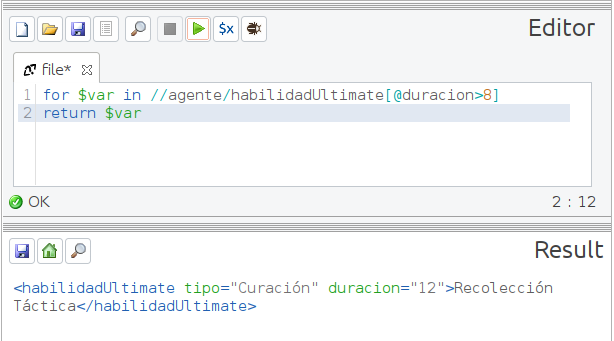 Editor
$x
file*
1 for $var in //agente/habilidadUltimate[@duracion>8]
2 return $var
OK 2 : 12
Result
<habilidadUltimate tipo="Curación" duracion="12">Recolección
Táctica</habilidadUltimate>